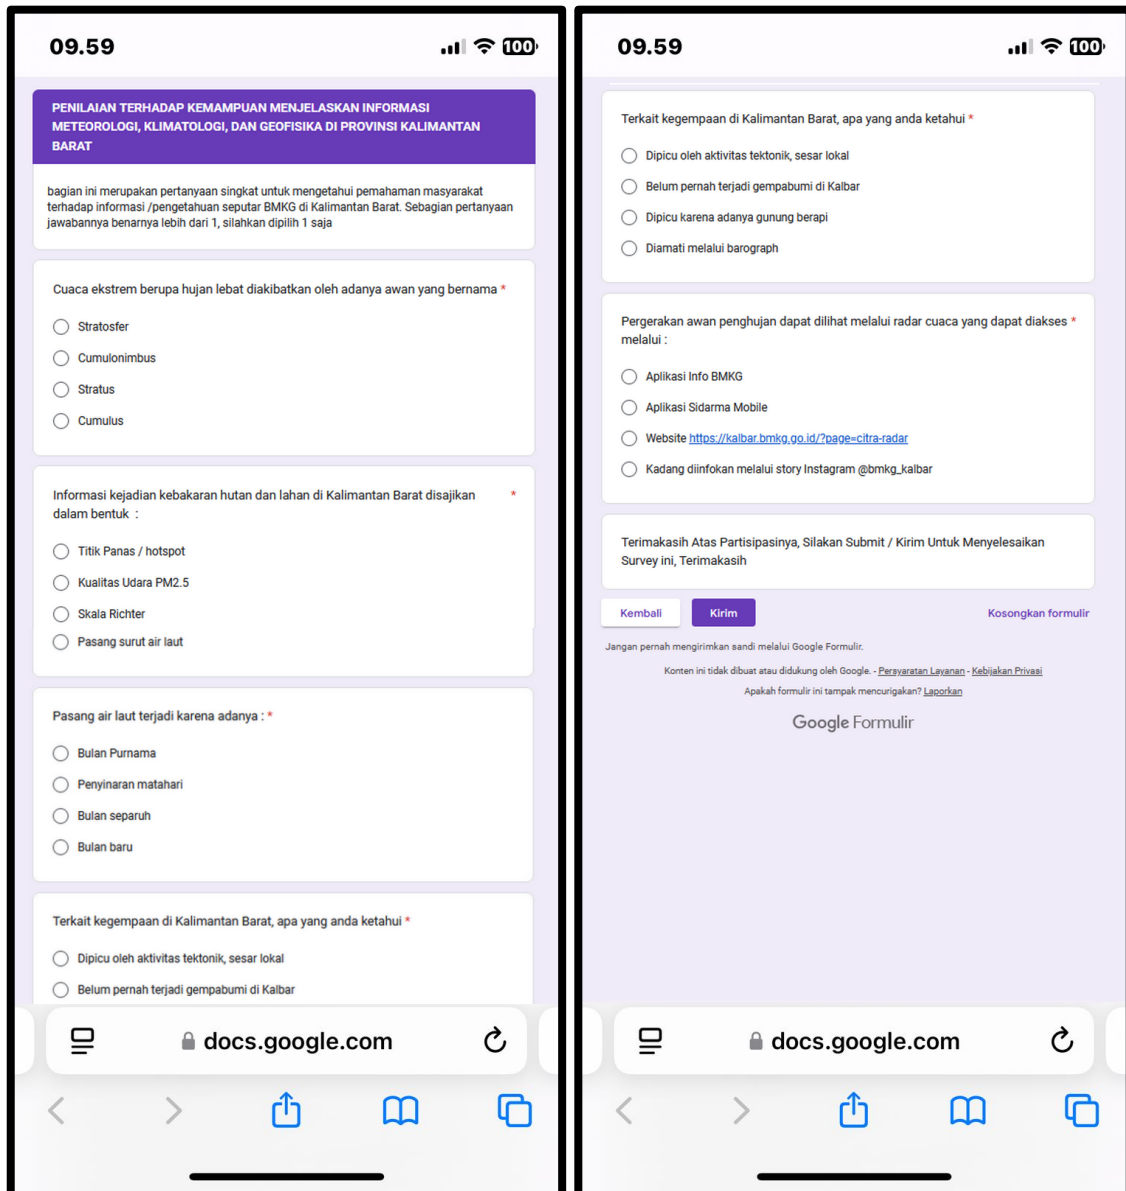 09.59
100
PENILAIAN TERHADAP KEMAMPUAN MENJELASKAN INFORMASI
METEOROLOGI, KLIMATOLOGI, DAN GEOFISIKA DI PROVINSI KALIMANTAN
BARAT
bagian ini merupakan pertanyaan singkat untuk mengetahui pemahaman masyarakat
terhadap informasi /pengetahuan seputar BMKG di Kalimantan Barat. Sebagian pertanyaan
jawabannya benarnya lebih dari 1, silahkan dipilih 1 saja
Cuaca ekstrem berupa hujan lebat diakibatkan oleh adanya awan yang bernama *
Stratosfer
Cumulonimbus
Stratus
Cumulus
Informasi kejadian kebakaran hutan dan lahan di Kalimantan Barat disajikan *
dalam bentuk :
Titik Panas / hotspot
Kualitas Udara PM2.5
Skala Richter
Pasang surut air laut
Pasang air laut terjadi karena adanya : *
Bulan Purnama
Penyinaran matahari
Bulan separuh
Bulan baru
Terkait kegempaan di Kalimantan Barat, apa yang anda ketahui *
Dipicu oleh aktivitas tektonik, sesar lokal
Belum pernah terjadi gempabumi di Kalbar
docs.google.com
09.59
100
Terkait kegempaan di Kalimantan Barat, apa yang anda ketahui *
Dipicu oleh aktivitas tektonik, sesar lokal
Belum pernah terjadi gempabumi di Kalbar
Dipicu karena adanya gunung berapi
Diamati melalui barograph
Pergerakan awan penghujan dapat dilihat melalui radar cuaca yang dapat diakses *
melalui :
Aplikasi Info BMKG
Aplikasi Sidarma Mobile
Website https://kalbar.bmkg.go.id/?page=citra-radar
Kadang diinfokan melalui story Instagram @bmkg_kalbar
Terimakasih Atas Partisipasinya, Silakan Submit / Kirim Untuk Menyelesaikan
Survey ini, Terimakasih
Kembali
Kirim
Kosongkan formulir
Jangan pernah mengirimkan sandi melalui Google Formulir.
Konten ini tidak dibuat atau didukung oleh Google. - Persyaratan Layanan - Kebijakan Privasi
Apakah formulir ini tampak mencurigakan? Laporkan
Google Formulir
docs.google.com